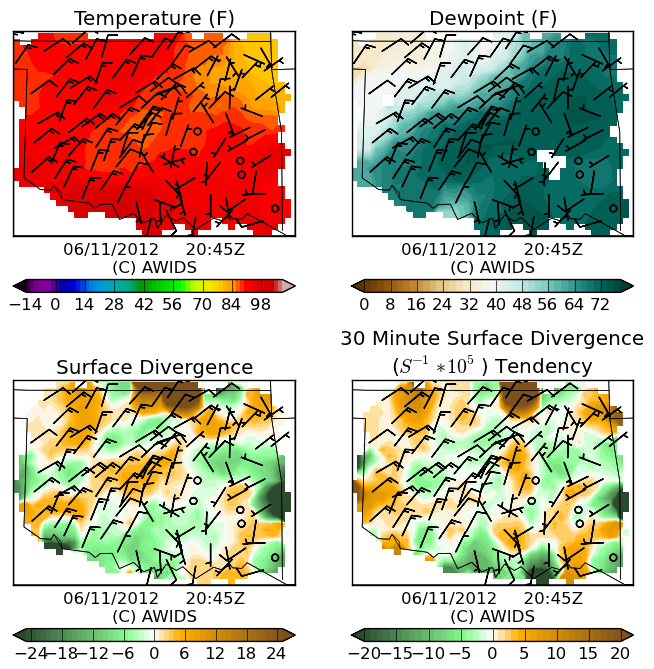 Temperature (F)
Dewpoint (F)
06/11/2012 20:45Z
(C) AWIDS
06/11/2012 20:45Z
(C) AWIDS
−14 0 14 28 42 56 70 84 98
0 8 16 24 32 40 48 56 64 72
Surface Divergence
30 Minute Surface Divergence
(S⁻¹ *10⁵ ) Tendency
06/11/2012 20:45Z
(C) AWIDS
06/11/2012 20:45Z
(C) AWIDS
−24 −18 −12 −6 0 6 12 18 24
−20 −15 −10 −5 0 5 10 15 20